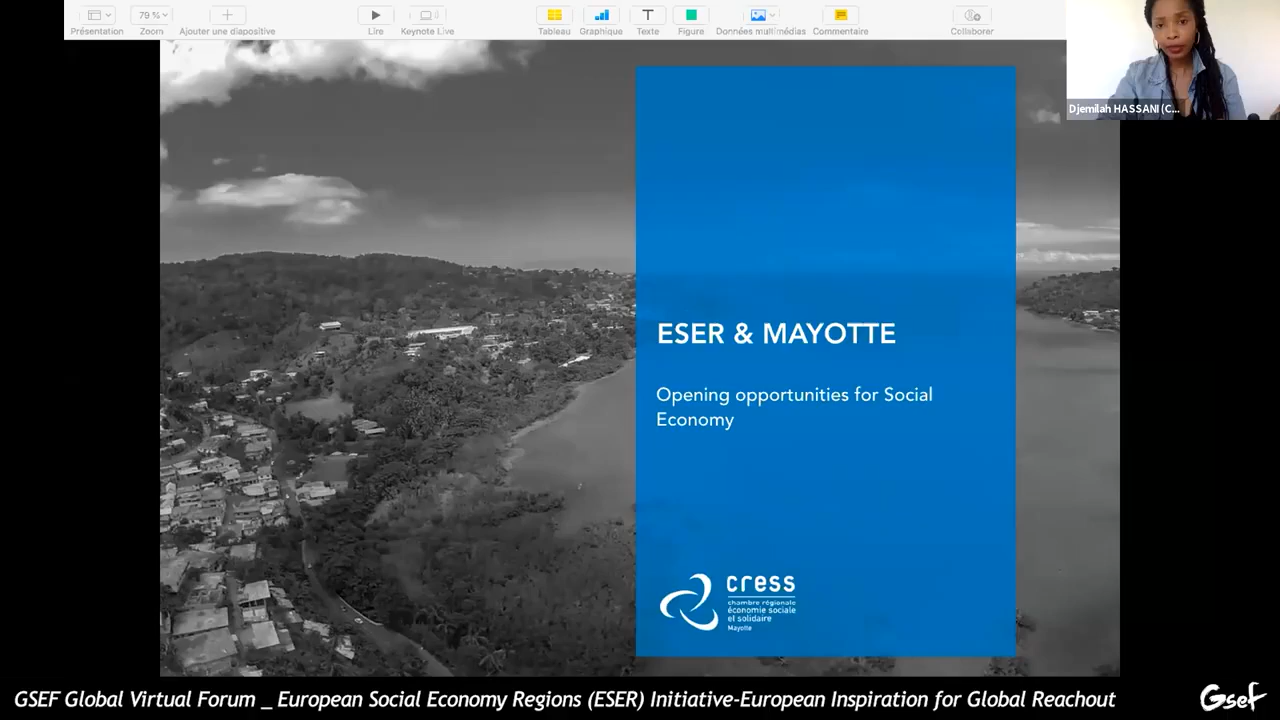 79 %
Présentation
Zoom
Ajouter une diapositive
Lire
Keynote Live
Tableau
Graphique
Texte
Figure
Données multimédias
Commentaire
Collaborer
Djemilah HASSANI (C...
ESER & MAYOTTE
Opening opportunities for Social
Economy
cress
chambre régionale
économie sociale
et solidaire
Mayotte
GSEF Global Virtual Forum _ European Social Economy Regions (ESER) Initiative-European Inspiration for Global Reachout
Gsef